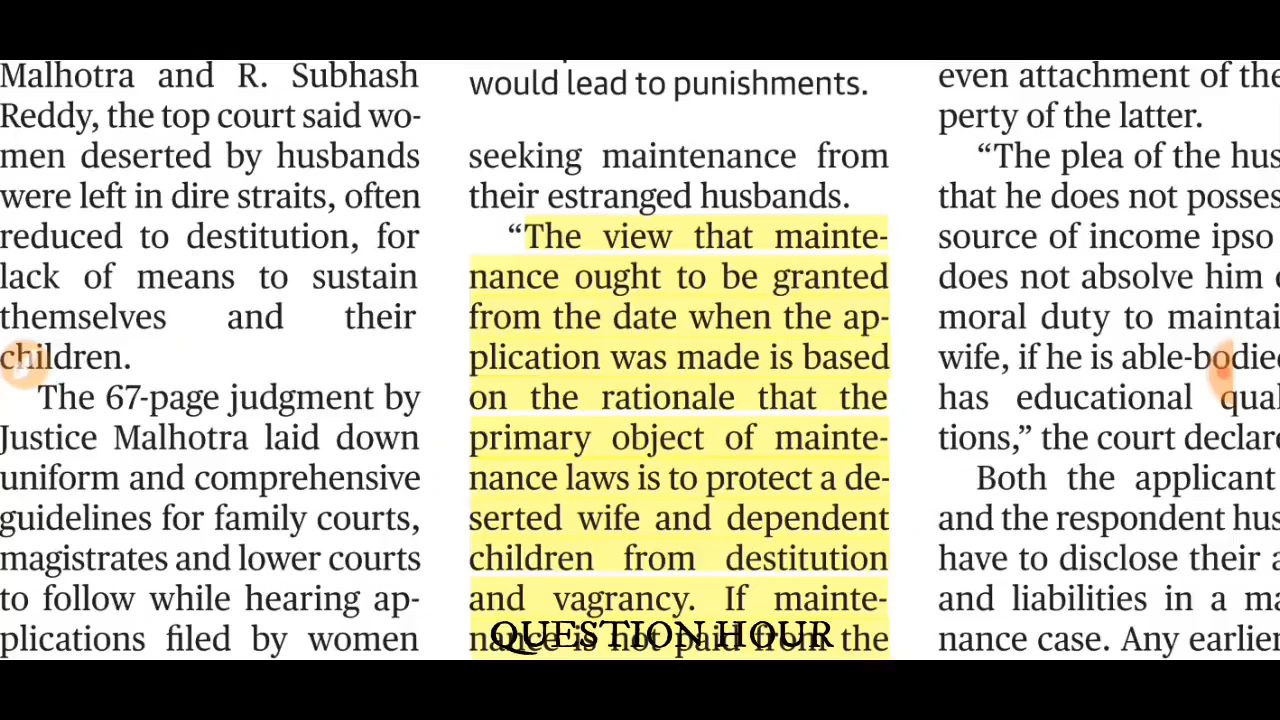 Malhotra and R. Subhash
Reddy, the top court said wo-
men deserted by husbands
were left in dire straits, often
reduced to destitution, for
lack of means to sustain
themselves and their
children.
The 67-page judgment by
Justice Malhotra laid down
uniform and comprehensive
guidelines for family courts,
magistrates and lower courts
to follow while hearing ap-
plications filed by women
would lead to punishments.
seeking maintenance from
their estranged husbands.
“The view that mainte-
nance ought to be granted
from the date when the ap-
plication was made is based
on the rationale that the
primary object of mainte-
nance laws is to protect a de-
serted wife and dependent
children from destitution
and vagrancy. If mainte-
nance is not paid from the
QUESTION HOUR
even attachment of the
perty of the latter.
“The plea of the hus
that he does not posses
source of income ipso
does not absolve him
moral duty to maintai
wife, if he is able-bodied
has educational qual
tions,” the court declare
Both the applicant
and the respondent hus
have to disclose their a
and liabilities in a ma
nance case. Any earlier